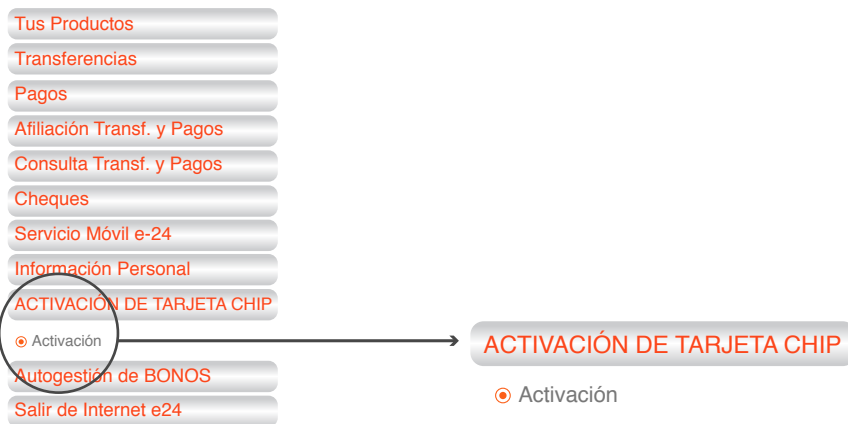 Tus Productos
Transferencias
Pagos
Afiliación Transf. y Pagos
Consulta Transf. y Pagos
Cheques
Servicio Móvil e-24
Información Personal
ACTIVACIÓN DE TARJETA CHIP
Activación
Autogestión de BONOS
Salir de Internet e24
ACTIVACIÓN DE TARJETA CHIP
Activación